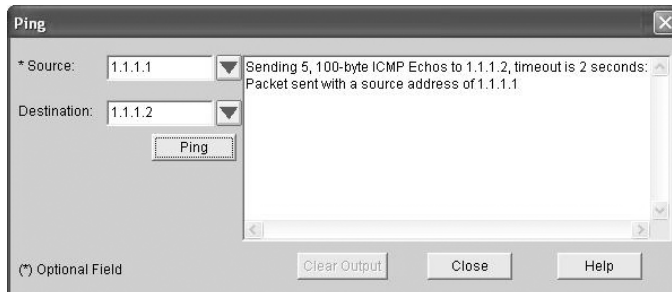 Ping
* Source:
1.1.1.1
Sending 5, 100-byte ICMP Echos to 1.1.1.2, timeout is 2 seconds:
Packet sent with a source address of 1.1.1.1
Destination:
1.1.1.2
Ping
(*) Optional Field
Clear Output
Close
Help